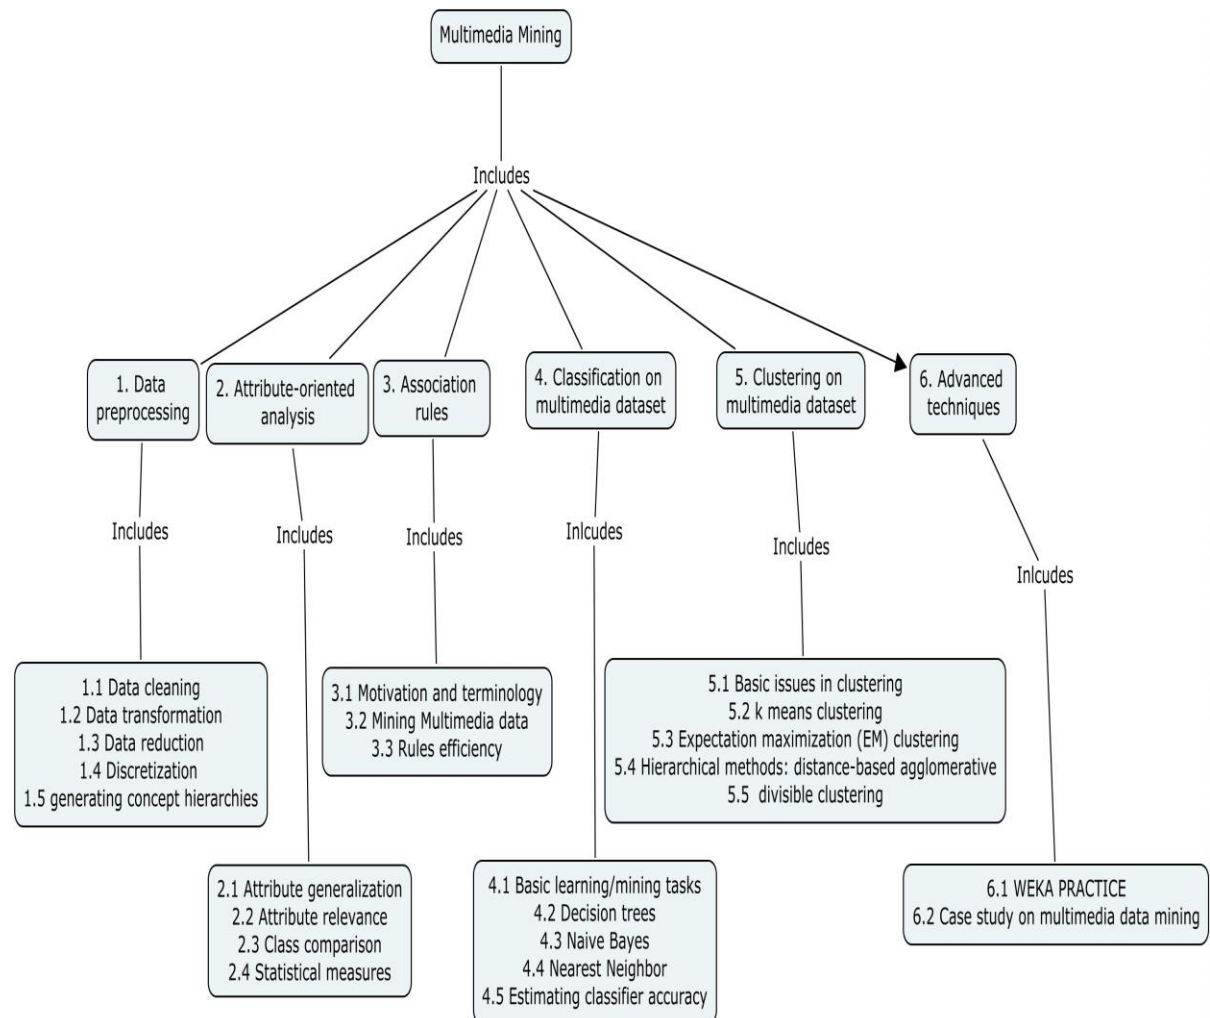 Multimedia Mining
Includes
1. Data
preprocessing
2. Attribute-oriented
analysis
3. Association
rules
4. Classification on
multimedia dataset
5. Clustering on
multimedia dataset
6. Advanced
techniques
Includes
Includes
Includes
Inlcudes
Includes
Inlcudes
1.1 Data cleaning
1.2 Data transformation
1.3 Data reduction
1.4 Discretization
1.5 generating concept hierarchies
2.1 Attribute generalization
2.2 Attribute relevance
2.3 Class comparison
2.4 Statistical measures
3.1 Motivation and terminology
3.2 Mining Multimedia data
3.3 Rules efficiency
4.1 Basic learning/mining tasks
4.2 Decision trees
4.3 Naive Bayes
4.4 Nearest Neighbor
4.5 Estimating classifier accuracy
5.1 Basic issues in clustering
5.2 k means clustering
5.3 Expectation maximization (EM) clustering
5.4 Hierarchical methods: distance-based agglomerative
5.5 divisible clustering
6.1 WEKA PRACTICE
6.2 Case study on multimedia data mining